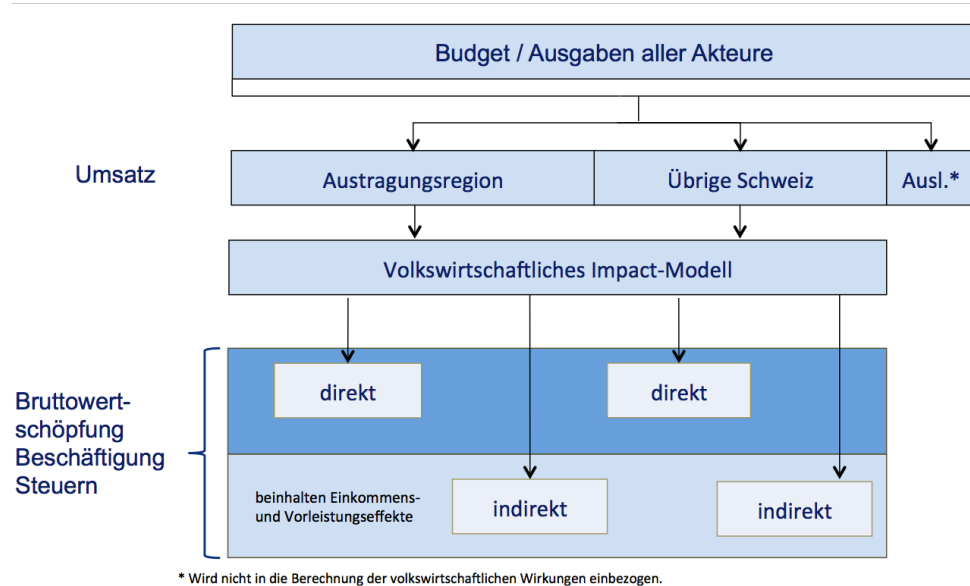 Budget / Ausgaben aller Akteure
Umsatz
Austragungsregion
Übrige Schweiz
Ausl.*
Volkswirtschaftliches Impact-Modell
direkt
direkt
Bruttowert-
schöpfung
Beschäftigung
Steuern
beinhalten Einkommens-
und Vorleistungseffekte
indirekt
indirekt
* Wird nicht in die Berechnung der volkswirtschaftlichen Wirkungen einbezogen.